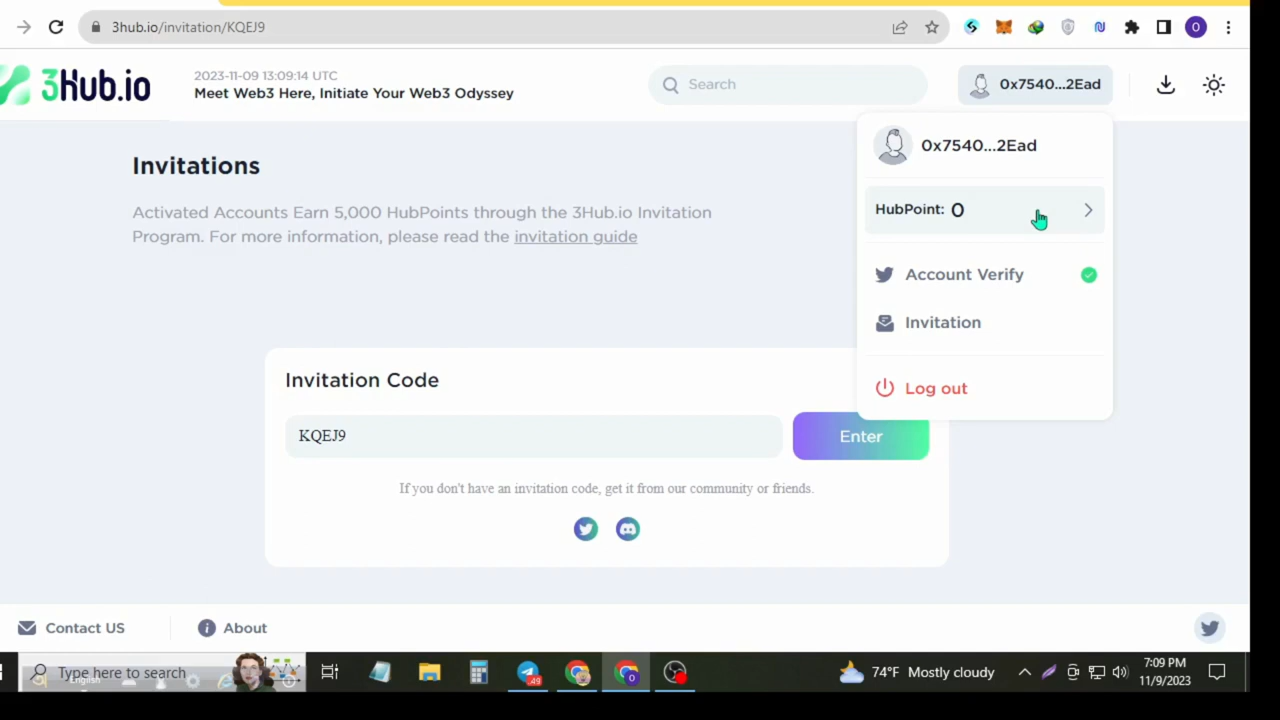 3hub.io/invitation/KQEJ9
O
3Hub.io
2023-11-09 13:09:14 UTC
Meet Web3 Here, Initiate Your Web3 Odyssey
Search
0x7540...2Ead
0x7540...2Ead
HubPoint: 0
Account Verify
Invitation
Log out
Invitations
Activated Accounts Earn 5,000 HubPoints through the 3Hub.io Invitation
Program. For more information, please read the invitation guide
Invitation Code
KQEJ9
Enter
If you don't have an invitation code, get it from our community or friends.
Contact US
About
Type here to search
English
49
O
74°F Mostly cloudy
7:09 PM
11/9/2023